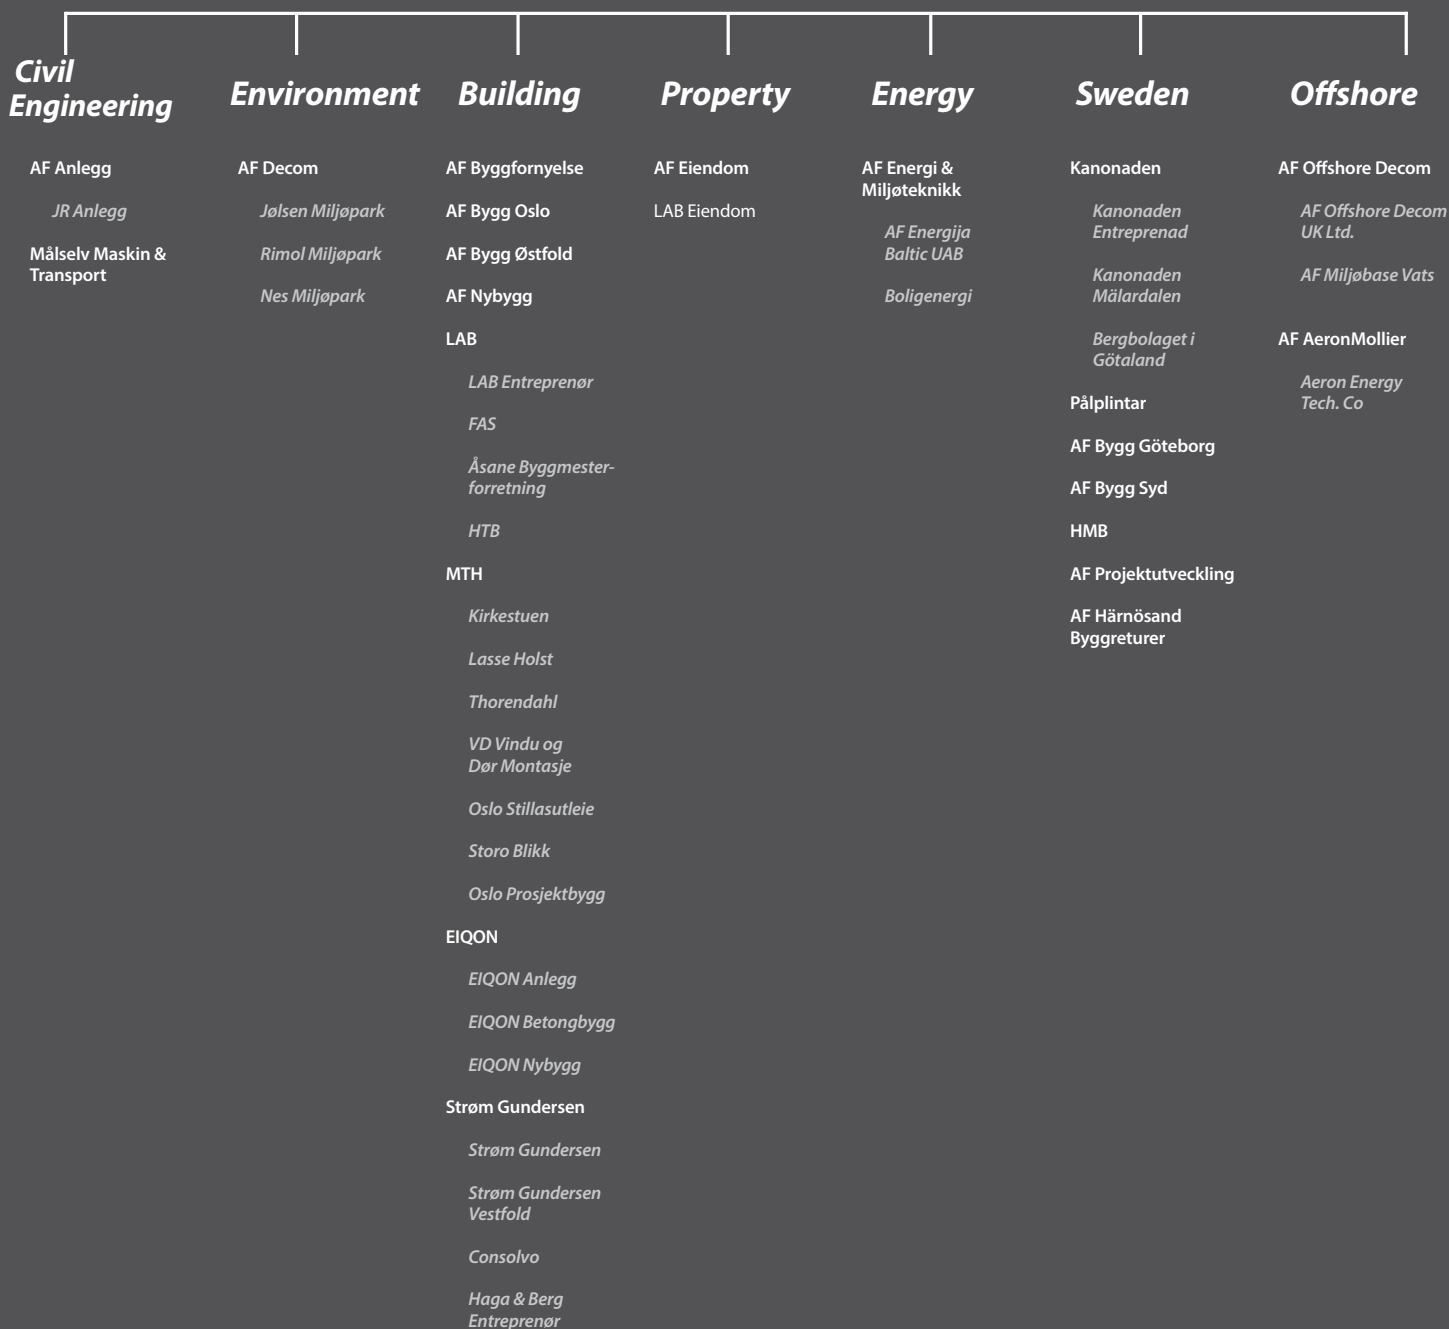 Civil
Engineering
AF Anlegg
JR Anlegg
Målselv Maskin &
Transport
Environment
AF Decom
Jølsen Miljøpark
Rimol Miljøpark
Nes Miljøpark
Building
AF Byggfornyelse
AF Bygg Oslo
AF Bygg Østfold
AF Nybygg
LAB
LAB Entreprenør
FAS
Åsane Byggmester-
forretning
HTB
MTH
Kirkestuen
Lasse Holst
Thorendahl
VD Vindu og
Dør Montasje
Oslo Stillasutleie
Storo Blikk
Oslo Prosjektbygg
EIQON
EIQON Anlegg
EIQON Betongbygg
EIQON Nybygg
Strøm Gundersen
Strøm Gundersen
Strøm Gundersen
Vestfold
Consolvo
Haga & Berg
Entreprenør
Property
AF Eiendom
LAB Eiendom
Energy
AF Energi &
Miljøteknikk
AF Energija
Baltic UAB
Boligenergi
Sweden
Kanonaden
Kanonaden
Entreprenad
Kanonaden
Mälardalen
Bergbolaget i
Götaland
Pålplintar
AF Bygg Göteborg
AF Bygg Syd
HMB
AF Projektutveckling
AF Härnösand
Byggreturer
Offshore
AF Offshore Decom
AF Offshore Decom
UK Ltd.
AF Miljøbase Vats
AF AeronMollier
Aeron Energy
Tech. Co